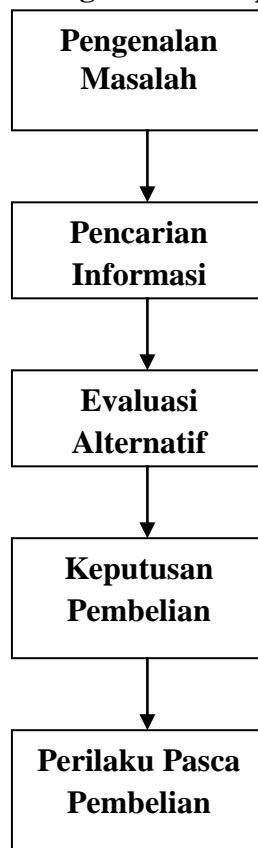 Pengenalan
Masalah
Pencarian
Informasi
Evaluasi
Alternatif
Keputusan
Pembelian
Perilaku Pasca
Pembelian